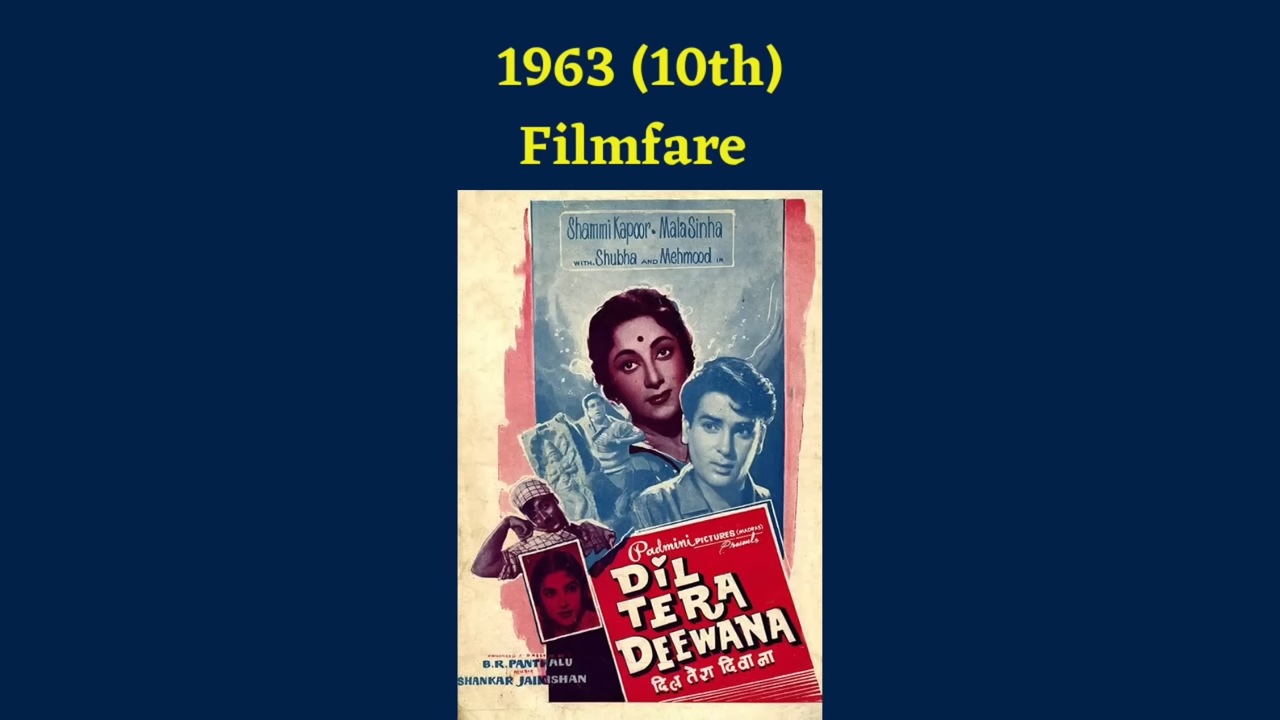 1963 (10th)
Filmfare
Shammi Kapoor • Mala Sinha
WITH Shubha AND Mehmood IN
Padmini PICTURES (MADRAS)
Presents
DIL
TERA
DEEWANA
दिल तेरा दिवाना
B.R. PANTHALU
MUSIC
SHANKAR JAIKISHAN